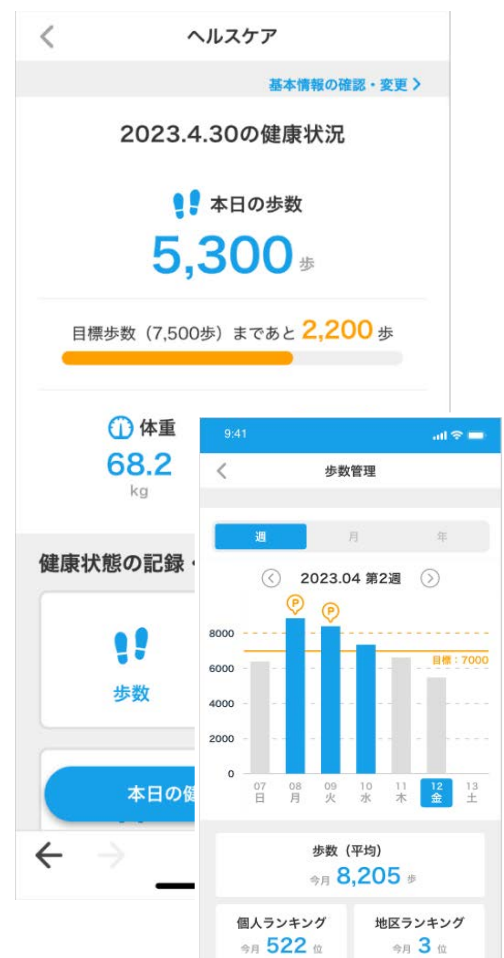 ヘルスケア
基本情報の確認・変更
2023.4.30の健康状況
本日の歩数
5,300 歩
目標歩数（7,500歩）まであと 2,200 歩
体重
68.2
kg
健康状態の記録
歩数
本日の健
9:41
歩数管理
週 月 年
2023.04 第2週
P P
8000
目標：7000
6000
4000
2000
0
07 08 09 10 11 12 13
日 月 火 水 木 金 土
歩数（平均）
今月 8,205 歩
個人ランキング 地区ランキング
今月 522 位 今月 3 位